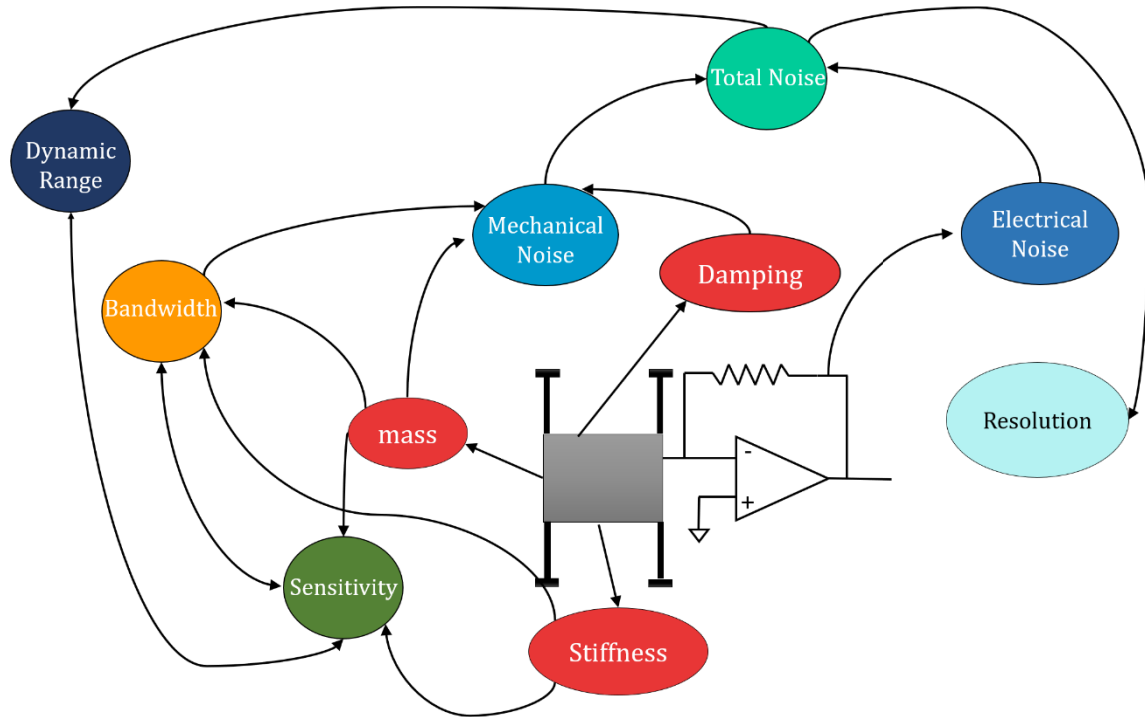 Total Noise
Dynamic
Range
Mechanical
Noise
Electrical
Noise
Damping
Bandwidth
mass
Resolution
-
+
Sensitivity
Stiffness